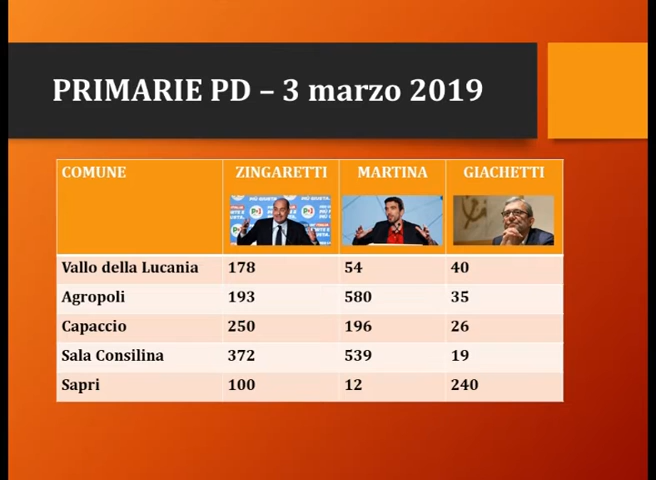 PRIMARIE PD – 3 marzo 2019
COMUNE ZINGARETTI MARTINA GIACHETTI
Vallo della Lucania 178 54 40
Agropoli 193 580 35
Capaccio 250 196 26
Sala Consilina 372 539 19
Sapri 100 12 240